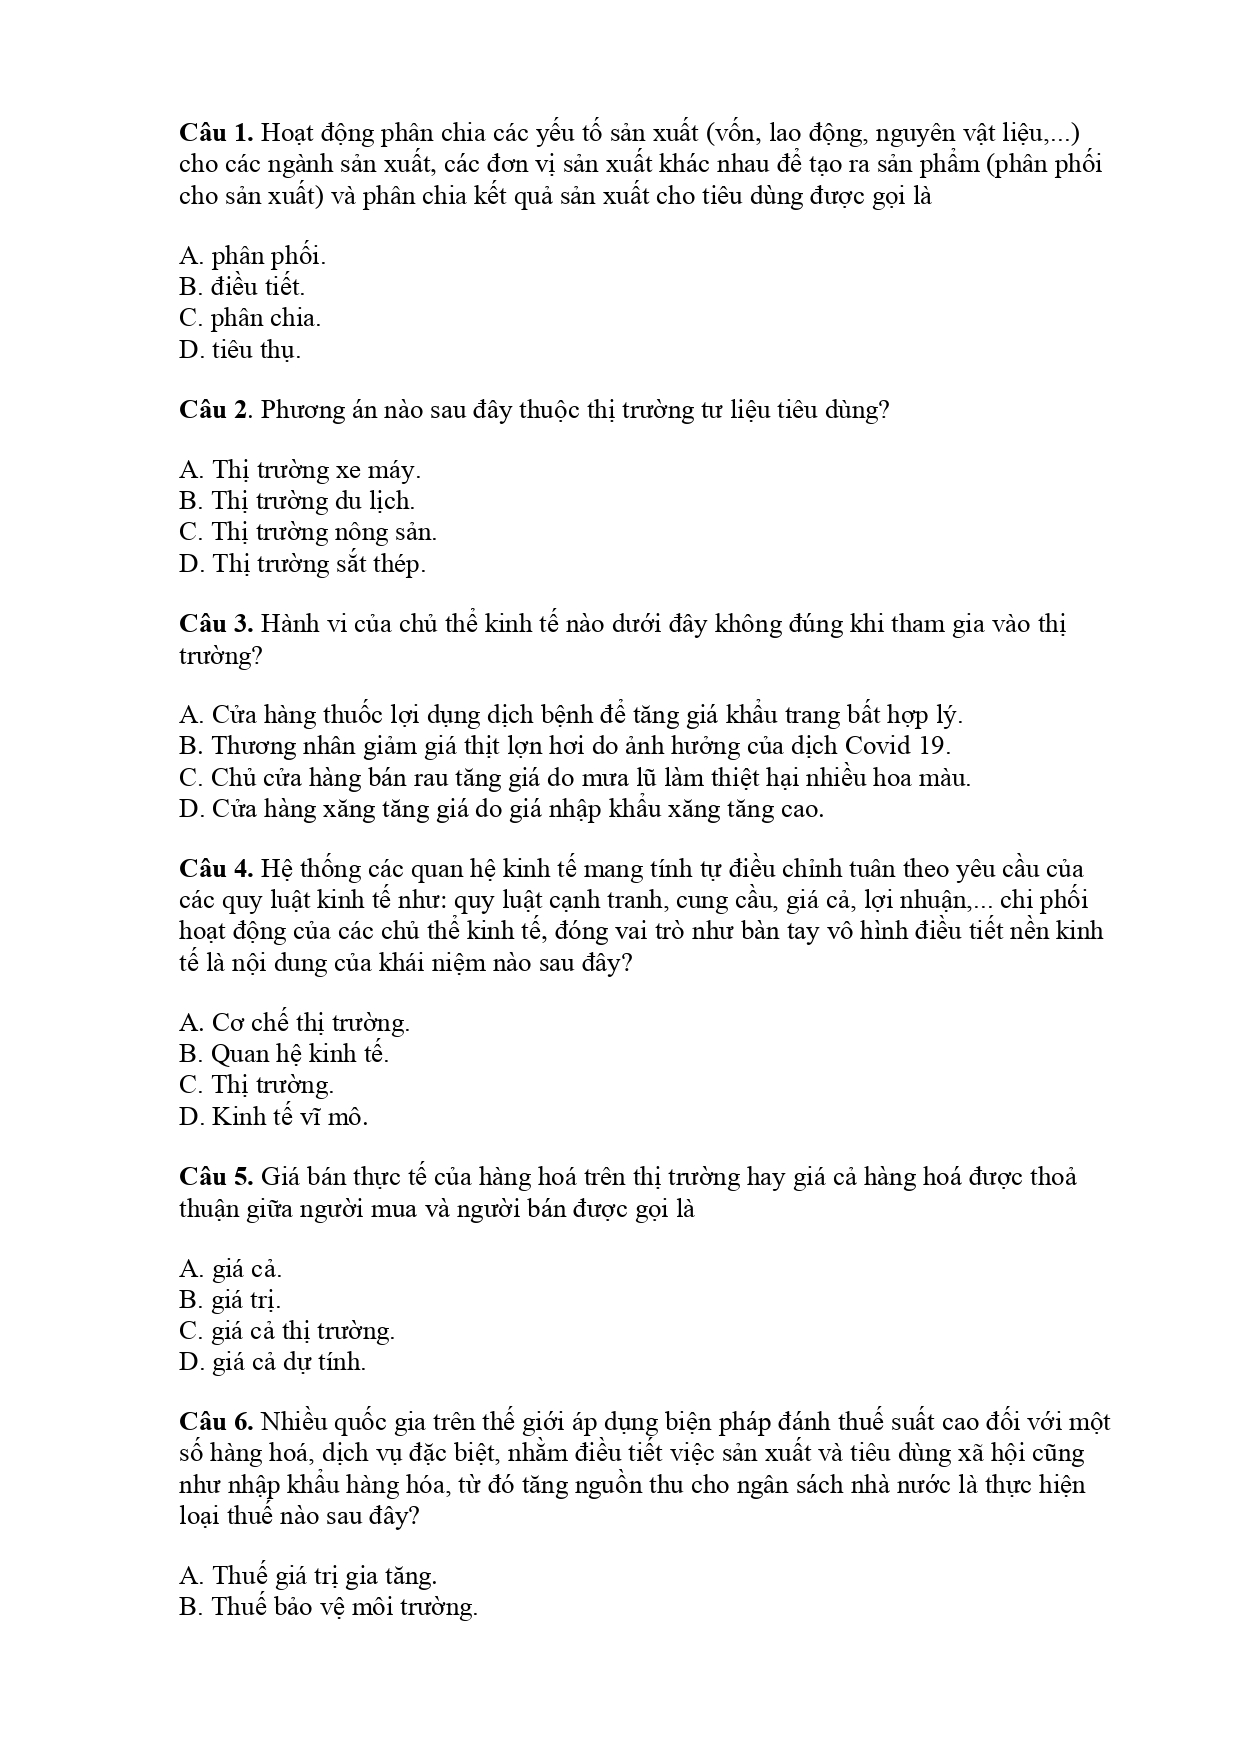 Câu 1. Hoạt động phân chia các yếu tố sản xuất (vốn, lao động, nguyên vật liệu,...)
cho các ngành sản xuất, các đơn vị sản xuất khác nhau để tạo ra sản phẩm (phân phối
cho sản xuất) và phân chia kết quả sản xuất cho tiêu dùng được gọi là
A. phân phối.
B. điều tiết.
C. phân chia.
D. tiêu thụ.
Câu 2. Phương án nào sau đây thuộc thị trường tư liệu tiêu dùng?
A. Thị trường xe máy.
B. Thị trường du lịch.
C. Thị trường nông sản.
D. Thị trường sắt thép.
Câu 3. Hành vi của chủ thể kinh tế nào dưới đây không đúng khi tham gia vào thị
trường?
A. Cửa hàng thuốc lợi dụng dịch bệnh để tăng giá khẩu trang bất hợp lý.
B. Thương nhân giảm giá thịt lợn hơi do ảnh hưởng của dịch Covid 19.
C. Chủ cửa hàng bán rau tăng giá do mưa lũ làm thiệt hại nhiều hoa màu.
D. Cửa hàng xăng tăng giá do giá nhập khẩu xăng tăng cao.
Câu 4. Hệ thống các quan hệ kinh tế mang tính tự điều chỉnh tuân theo yêu cầu của
các quy luật kinh tế như: quy luật cạnh tranh, cung cầu, giá cả, lợi nhuận,... chi phối
hoạt động của các chủ thể kinh tế, đóng vai trò như bàn tay vô hình điều tiết nền kinh
tế là nội dung của khái niệm nào sau đây?
A. Cơ chế thị trường.
B. Quan hệ kinh tế.
C. Thị trường.
D. Kinh tế vĩ mô.
Câu 5. Giá bán thực tế của hàng hoá trên thị trường hay giá cả hàng hoá được thoả
thuận giữa người mua và người bán được gọi là
A. giá cả.
B. giá trị.
C. giá cả thị trường.
D. giá cả dự tính.
Câu 6. Nhiều quốc gia trên thế giới áp dụng biện pháp đánh thuế suất cao đối với một
số hàng hoá, dịch vụ đặc biệt, nhằm điều tiết việc sản xuất và tiêu dùng xã hội cũng
như nhập khẩu hàng hóa, từ đó tăng nguồn thu cho ngân sách nhà nước là thực hiện
loại thuế nào sau đây?
A. Thuế giá trị gia tăng.
B. Thuế bảo vệ môi trường.